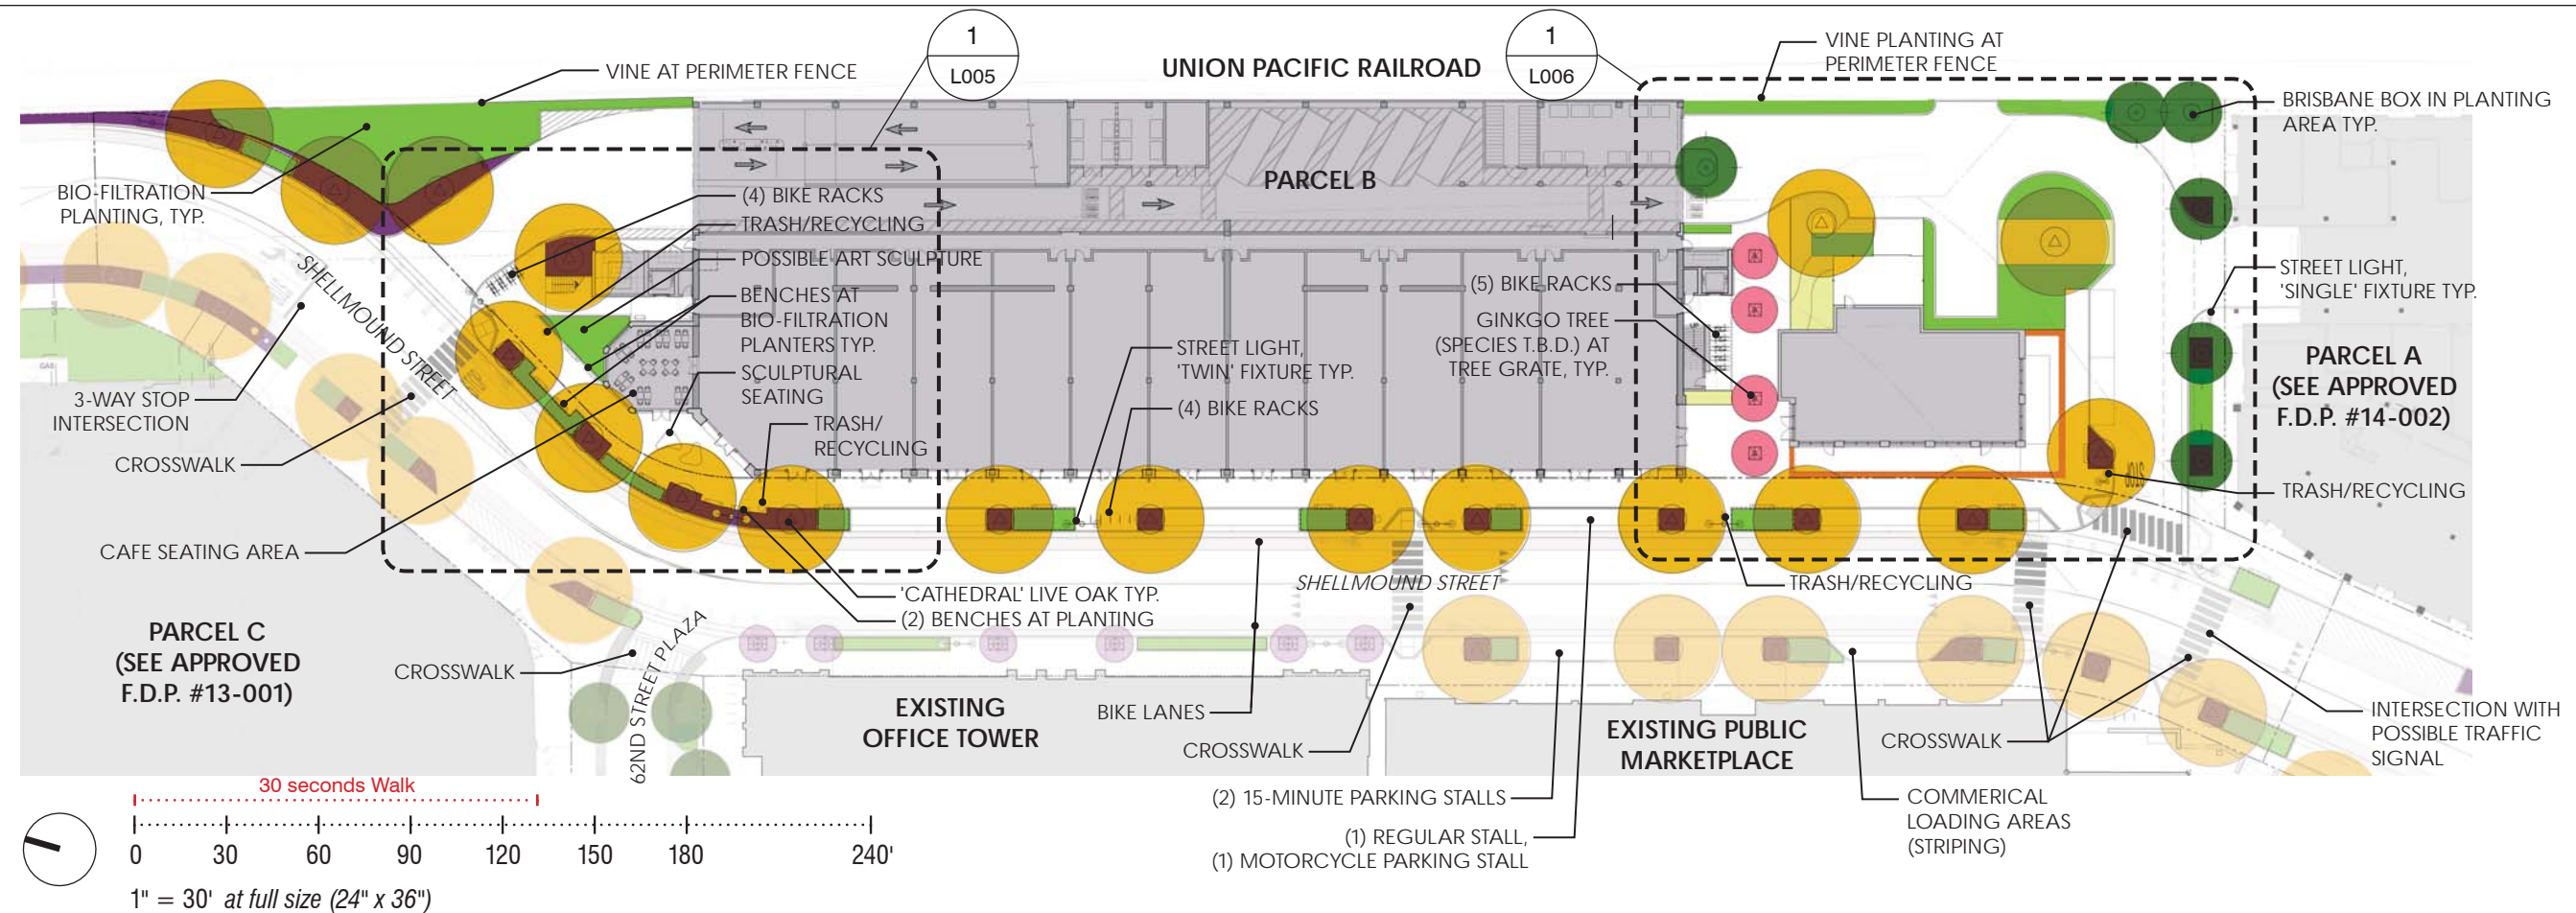 1
L005
UNION PACIFIC RAILROAD
1
L006
VINE PLANTING AT
PERIMETER FENCE
VINE AT PERIMETER FENCE
BRISBANE BOX IN PLANTING
AREA TYP.
BIO-FILTRATION
PLANTING, TYP.
PARCEL B
(4) BIKE RACKS
TRASH/RECYCLING
POSSIBLE ART SCULPTURE
BENCHES AT
BIO-FILTRATION
PLANTERS TYP.
SCULPTURAL
SEATING
TRASH/
RECYCLING
STREET LIGHT,
'TWIN' FIXTURE TYP.
(4) BIKE RACKS
(5) BIKE RACKS
GINKGO TREE
(SPECIES T.B.D.) AT
TREE GRATE, TYP.
STREET LIGHT,
'SINGLE' FIXTURE TYP.
PARCEL A
(SEE APPROVED
F.D.P. #14-002)
SHELLMOUND STREET
GAS
GAS
3-WAY STOP
INTERSECTION
CROSSWALK
CAFE SEATING AREA
STOP
TRASH/RECYCLING
SHELLMOUND STREET
TRASH/RECYCLING
'CATHEDRAL' LIVE OAK TYP.
(2) BENCHES AT PLANTING
PARCEL C
(SEE APPROVED
F.D.P. #13-001)
CROSSWALK
62ND STREET PLAZA
EXISTING
OFFICE TOWER
BIKE LANES
CROSSWALK
EXISTING PUBLIC
MARKETPLACE
CROSSWALK
INTERSECTION WITH
POSSIBLE TRAFFIC
SIGNAL
(2) 15-MINUTE PARKING STALLS
(1) REGULAR STALL,
(1) MOTORCYCLE PARKING STALL
COMMERICAL
LOADING AREAS
(STRIPING)
30 seconds Walk
0 30 60 90 120 150 180 240'
1" = 30' at full size (24" x 36")